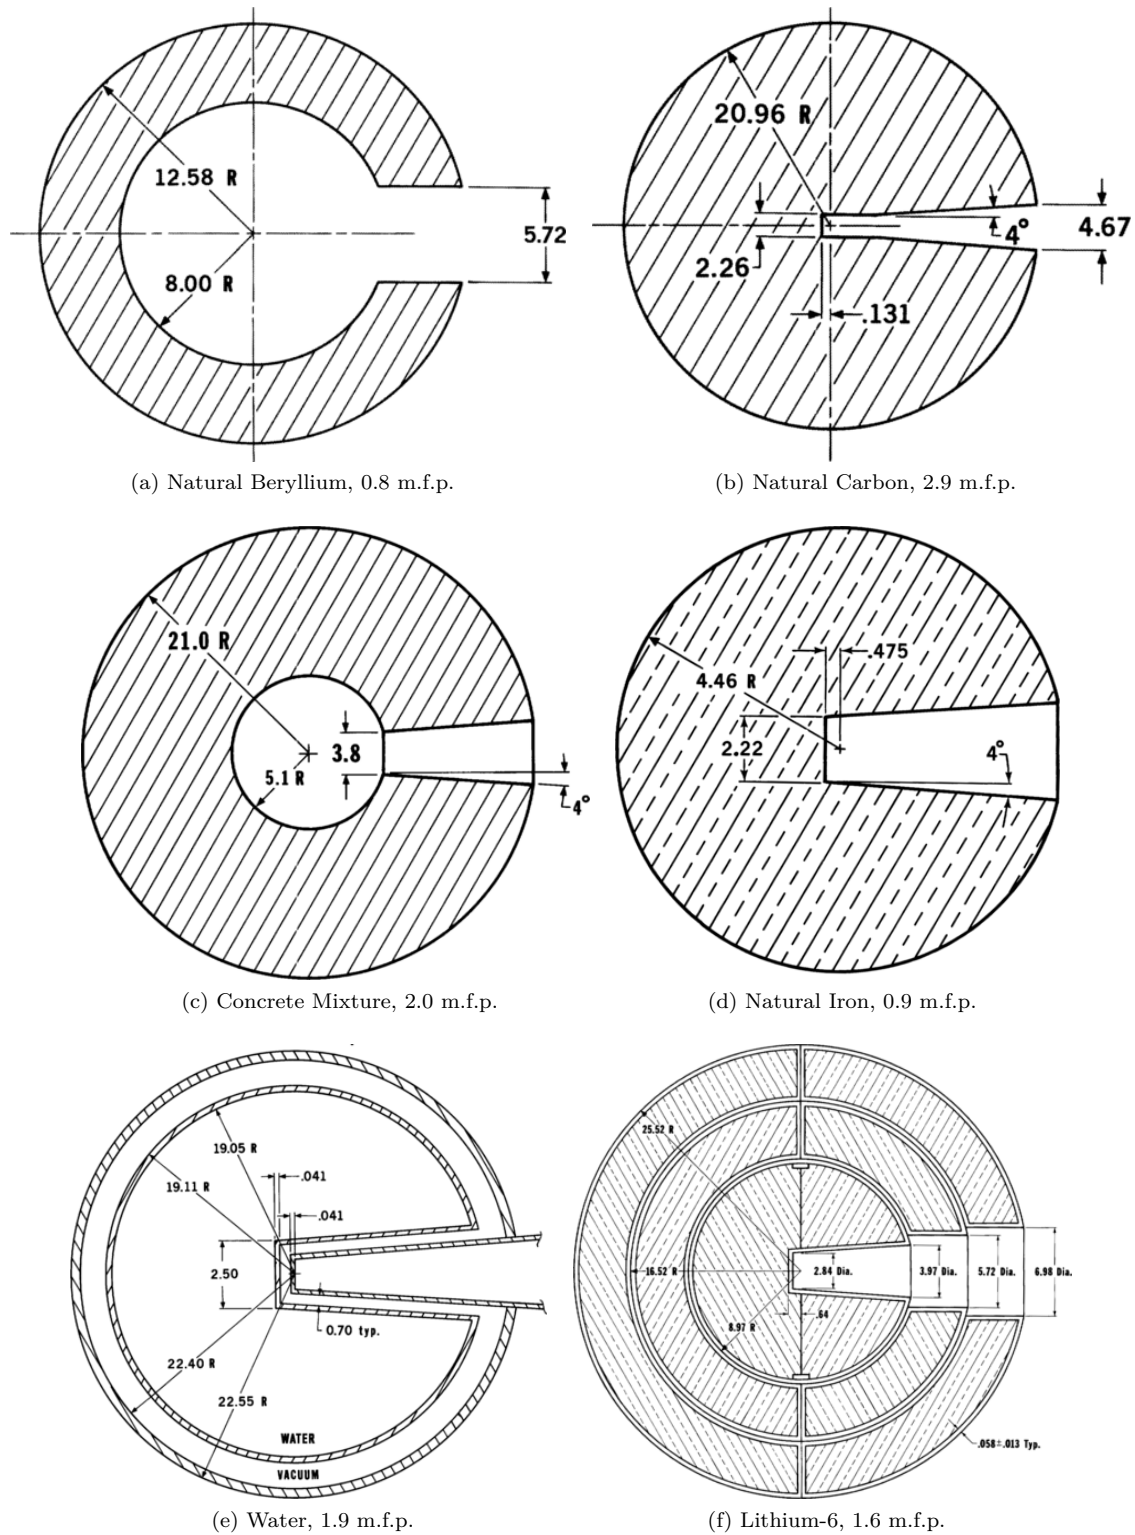 12.58 R
8.00 R
5.72
(a) Natural Beryllium, 0.8 m.f.p.
20.96 R
4°
4.67
2.26
.131
(b) Natural Carbon, 2.9 m.f.p.
21.0 R
3.8
5.1 R
4°
(c) Concrete Mixture, 2.0 m.f.p.
.475
4.46 R
2.22
4°
(d) Natural Iron, 0.9 m.f.p.
19.05 R
.041
19.11 R
.041
2.50
0.70 typ.
22.40 R
22.55 R
WATER
VACUUM
(e) Water, 1.9 m.f.p.
25.52 R
16.52 R
2.84 Dia.
3.97 Dia.
5.72 Dia.
6.98 Dia.
.64
8.97 R
.058±.013 Typ.
(f) Lithium-6, 1.6 m.f.p.